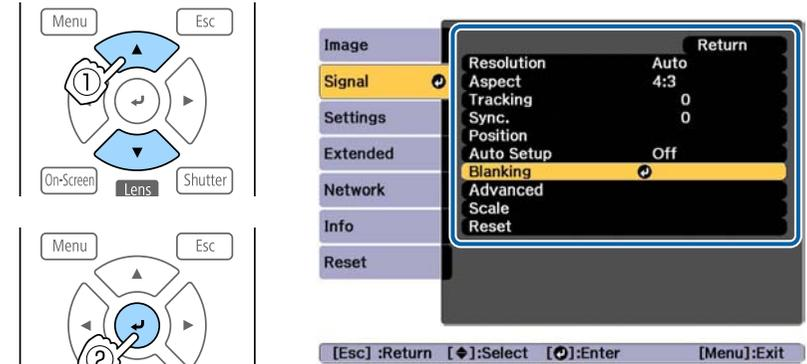 Menu Esc
①
On-Screen Lens Shutter
Menu Esc
②
Image
Signal
Settings
Extended
Network
Info
Reset
Return
Resolution Auto
Aspect 4:3
Tracking 0
Sync. 0
Position
Auto Setup Off
Blanking
Advanced
Scale
Reset
[Esc] :Return [◆]:Select [⏎]:Enter [Menu]:Exit